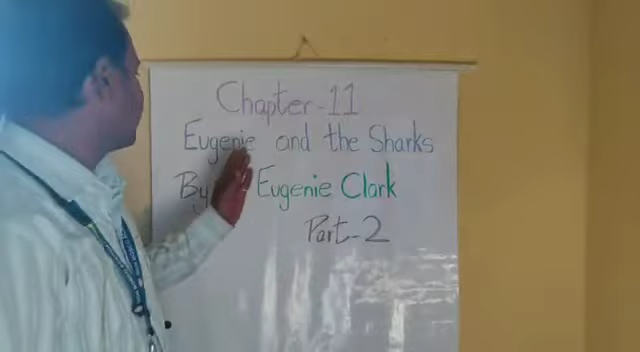 Chapter-11
Eugenie and the Sharks
By Eugenie Clark
Part-2